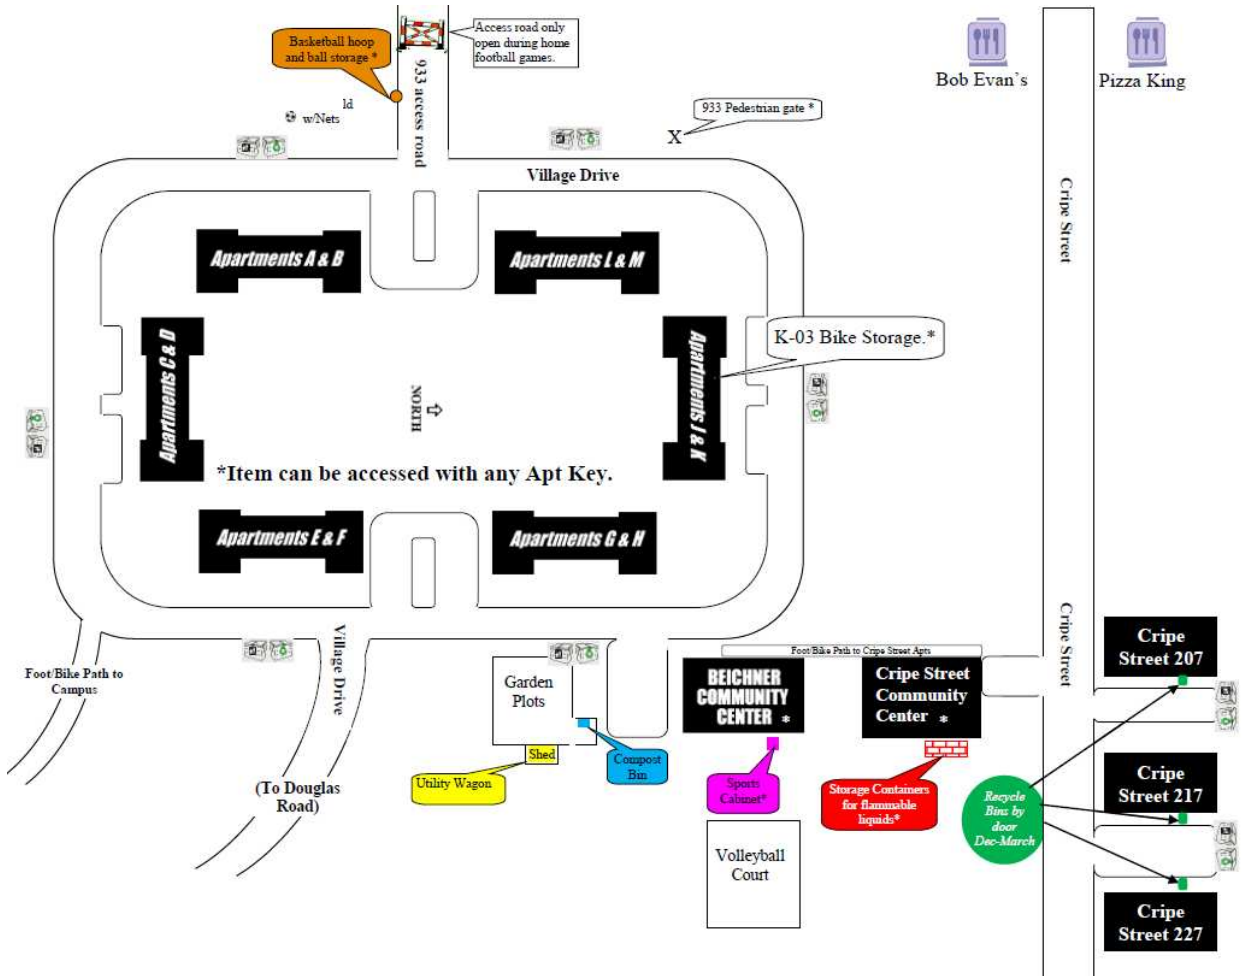 Basketball hoop
and ball storage *
Access road only
open during home
football games.
933 access road
ld
w/Nets
933 Pedestrian gate *
X
Bob Evan's
Pizza King
Village Drive
Cripe Street
Apartments A & B
Apartments L & M
Apartments C & D
K-03 Bike Storage.*
Apartments J & K
NORTH
*Item can be accessed with any Apt Key.
Apartments E & F
Apartments G & H
Foot/Bike Path to
Campus
Village Drive
(To Douglas
Road)
Garden
Plots
Shed
Utility Wagon
Compost
Bin
Foot/Bike Path to Cripe Street Apts
BEICHNER
COMMUNITY
CENTER *
Cripe Street
Community
Center *
Sports
Cabinet*
Storage Containers
for flammable
liquids*
Volleyball
Court
Cripe Street
Recycle
Bins by
door
Dec-March
Cripe
Street 207
Cripe
Street 217
Cripe
Street 227